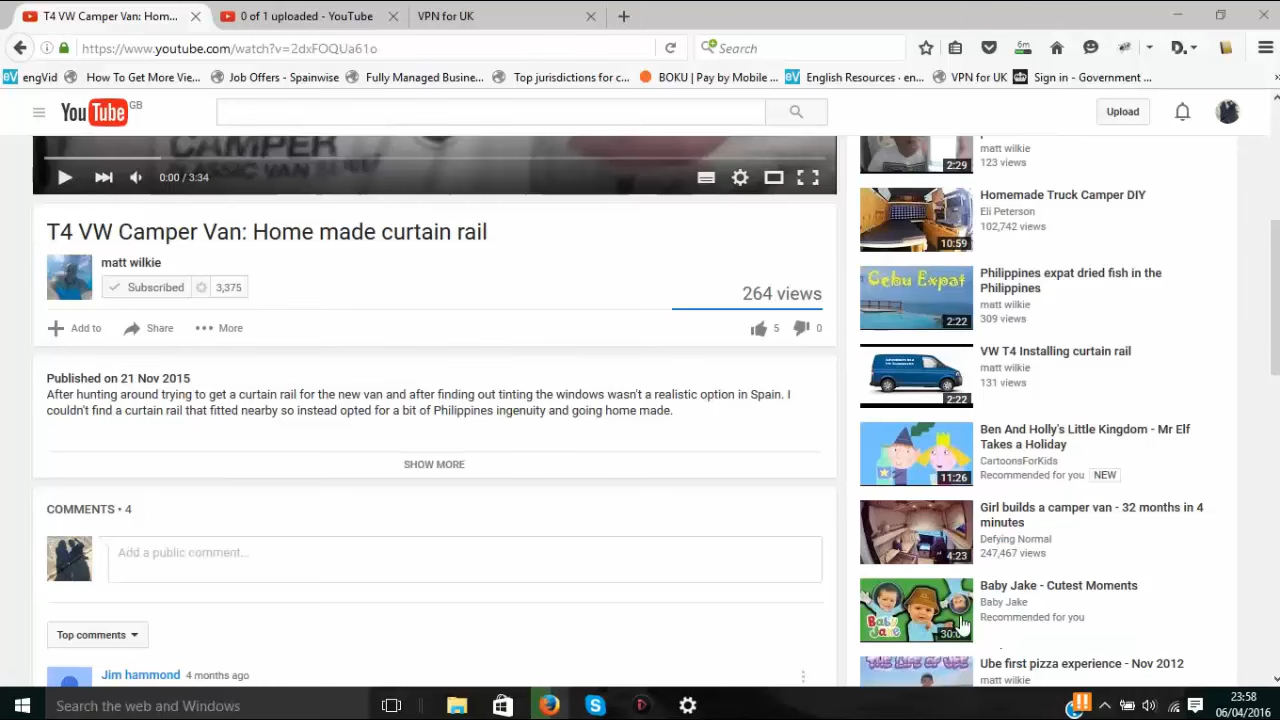 T4 VW Camper Van: Hom...
0 of 1 uploaded - YouTube
VPN for UK
https://www.youtube.com/watch?v=2dxFOQUa61o
Search
6m
engVid
How To Get More Vie...
Job Offers - Spainwise
Fully Managed Busine...
Top jurisdictions for c...
BOKU | Pay by Mobile ...
English Resources · en...
VPN for UK
Sign in - Government ...
YouTube GB
Upload
CAMPER
0:00 / 3:34
T4 VW Camper Van: Homemade curtain rail
matt wilkie
Subscribed
3,375
264 views
Add to
Share
More
5
0
Published on 21 Nov
After hunting around trying to get a curtain rail for the new van and after finding out tinting the windows wasn't a realistic option in Spain. I
couldn't find a curtain rail that fitted nearby so instead opted for a bit of Philippines ingenuity and going home made.
SHOW MORE
COMMENTS • 4
Add a public comment...
Top comments
Jim hammond 4 months ago
matt wilkie
123 views
2:29
Homemade Truck Camper DIY
Eli Peterson
102,742 views
10:59
Philippines expat dried fish in the
Philippines
matt wilkie
309 views
Cebu Expat
2:22
VW T4 Installing curtain rail
matt wilkie
131 views
2:22
Ben And Holly's Little Kingdom - Mr Elf
Takes a Holiday
CartoonsForKids
Recommended for you NEW
11:26
Girl builds a camper van - 32 months in 4
minutes
Defying Normal
247,467 views
4:23
Baby Jake - Cutest Moments
Baby Jake
Recommended for you
Baby
Jake
Ube first pizza experience - Nov 2012
matt wilkie
Search the web and Windows
23:58
06/04/2016